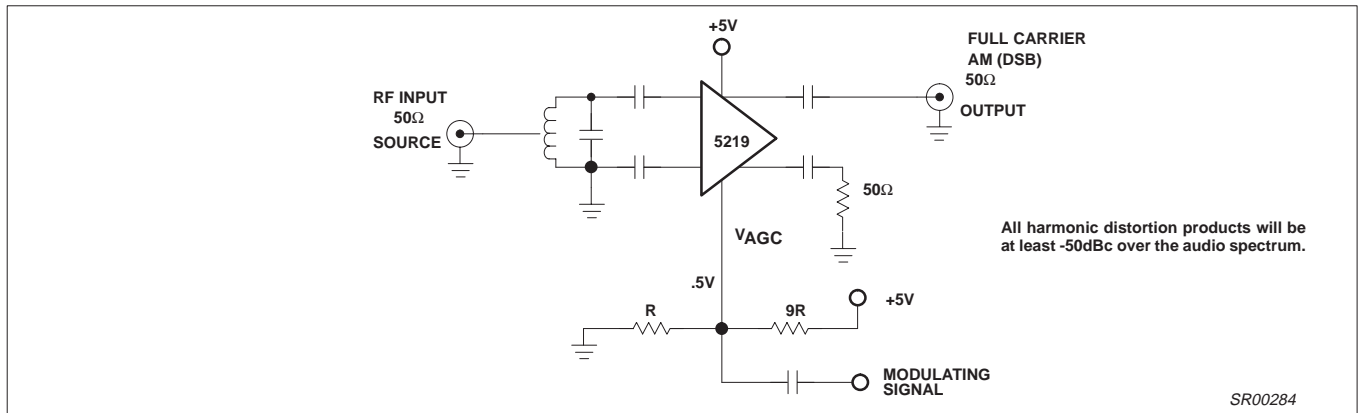 +5V
FULL CARRIER
AM (DSB)
50Ω
OUTPUT
RF INPUT
50Ω
SOURCE
5219
50Ω
All harmonic distortion products will be
at least -50dBc over the audio spectrum.
VAGC
.5V
+5V
R
9R
MODULATING
SIGNAL
SR00284